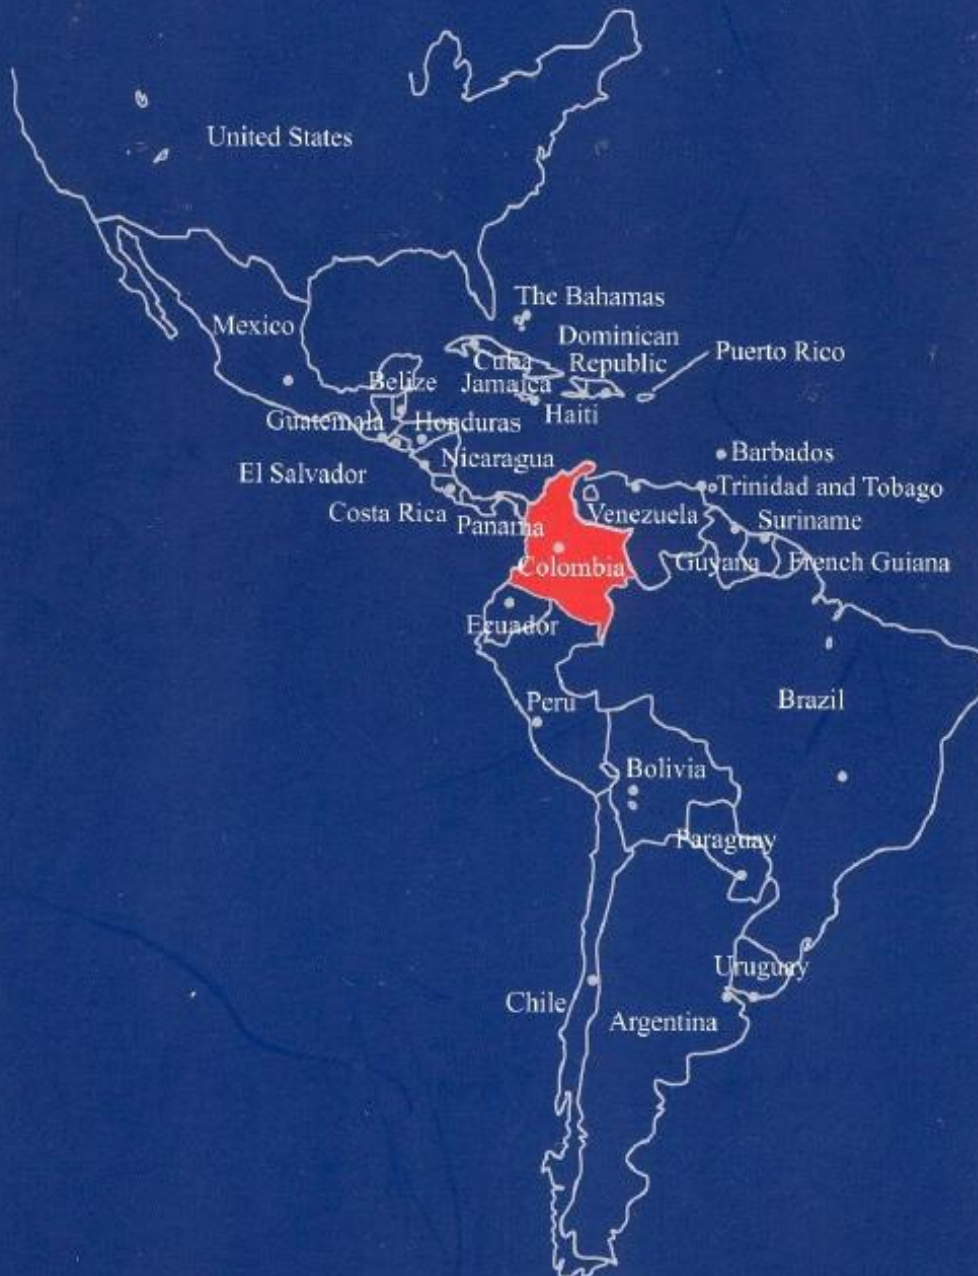 United States
The Bahamas
Mexico
Dominican
Republic
Puerto Rico
Cuba
Belize
Jamaica
Haiti
Guatemala
Honduras
Barbados
Nicaragua
El Salvador
Trinidad and Tobago
Costa Rica
Panama
Venezuela
Suriname
Colombia
Guyana
French Guiana
Ecuador
Peru
Brazil
Bolivia
Paraguay
Uruguay
Chile
Argentina